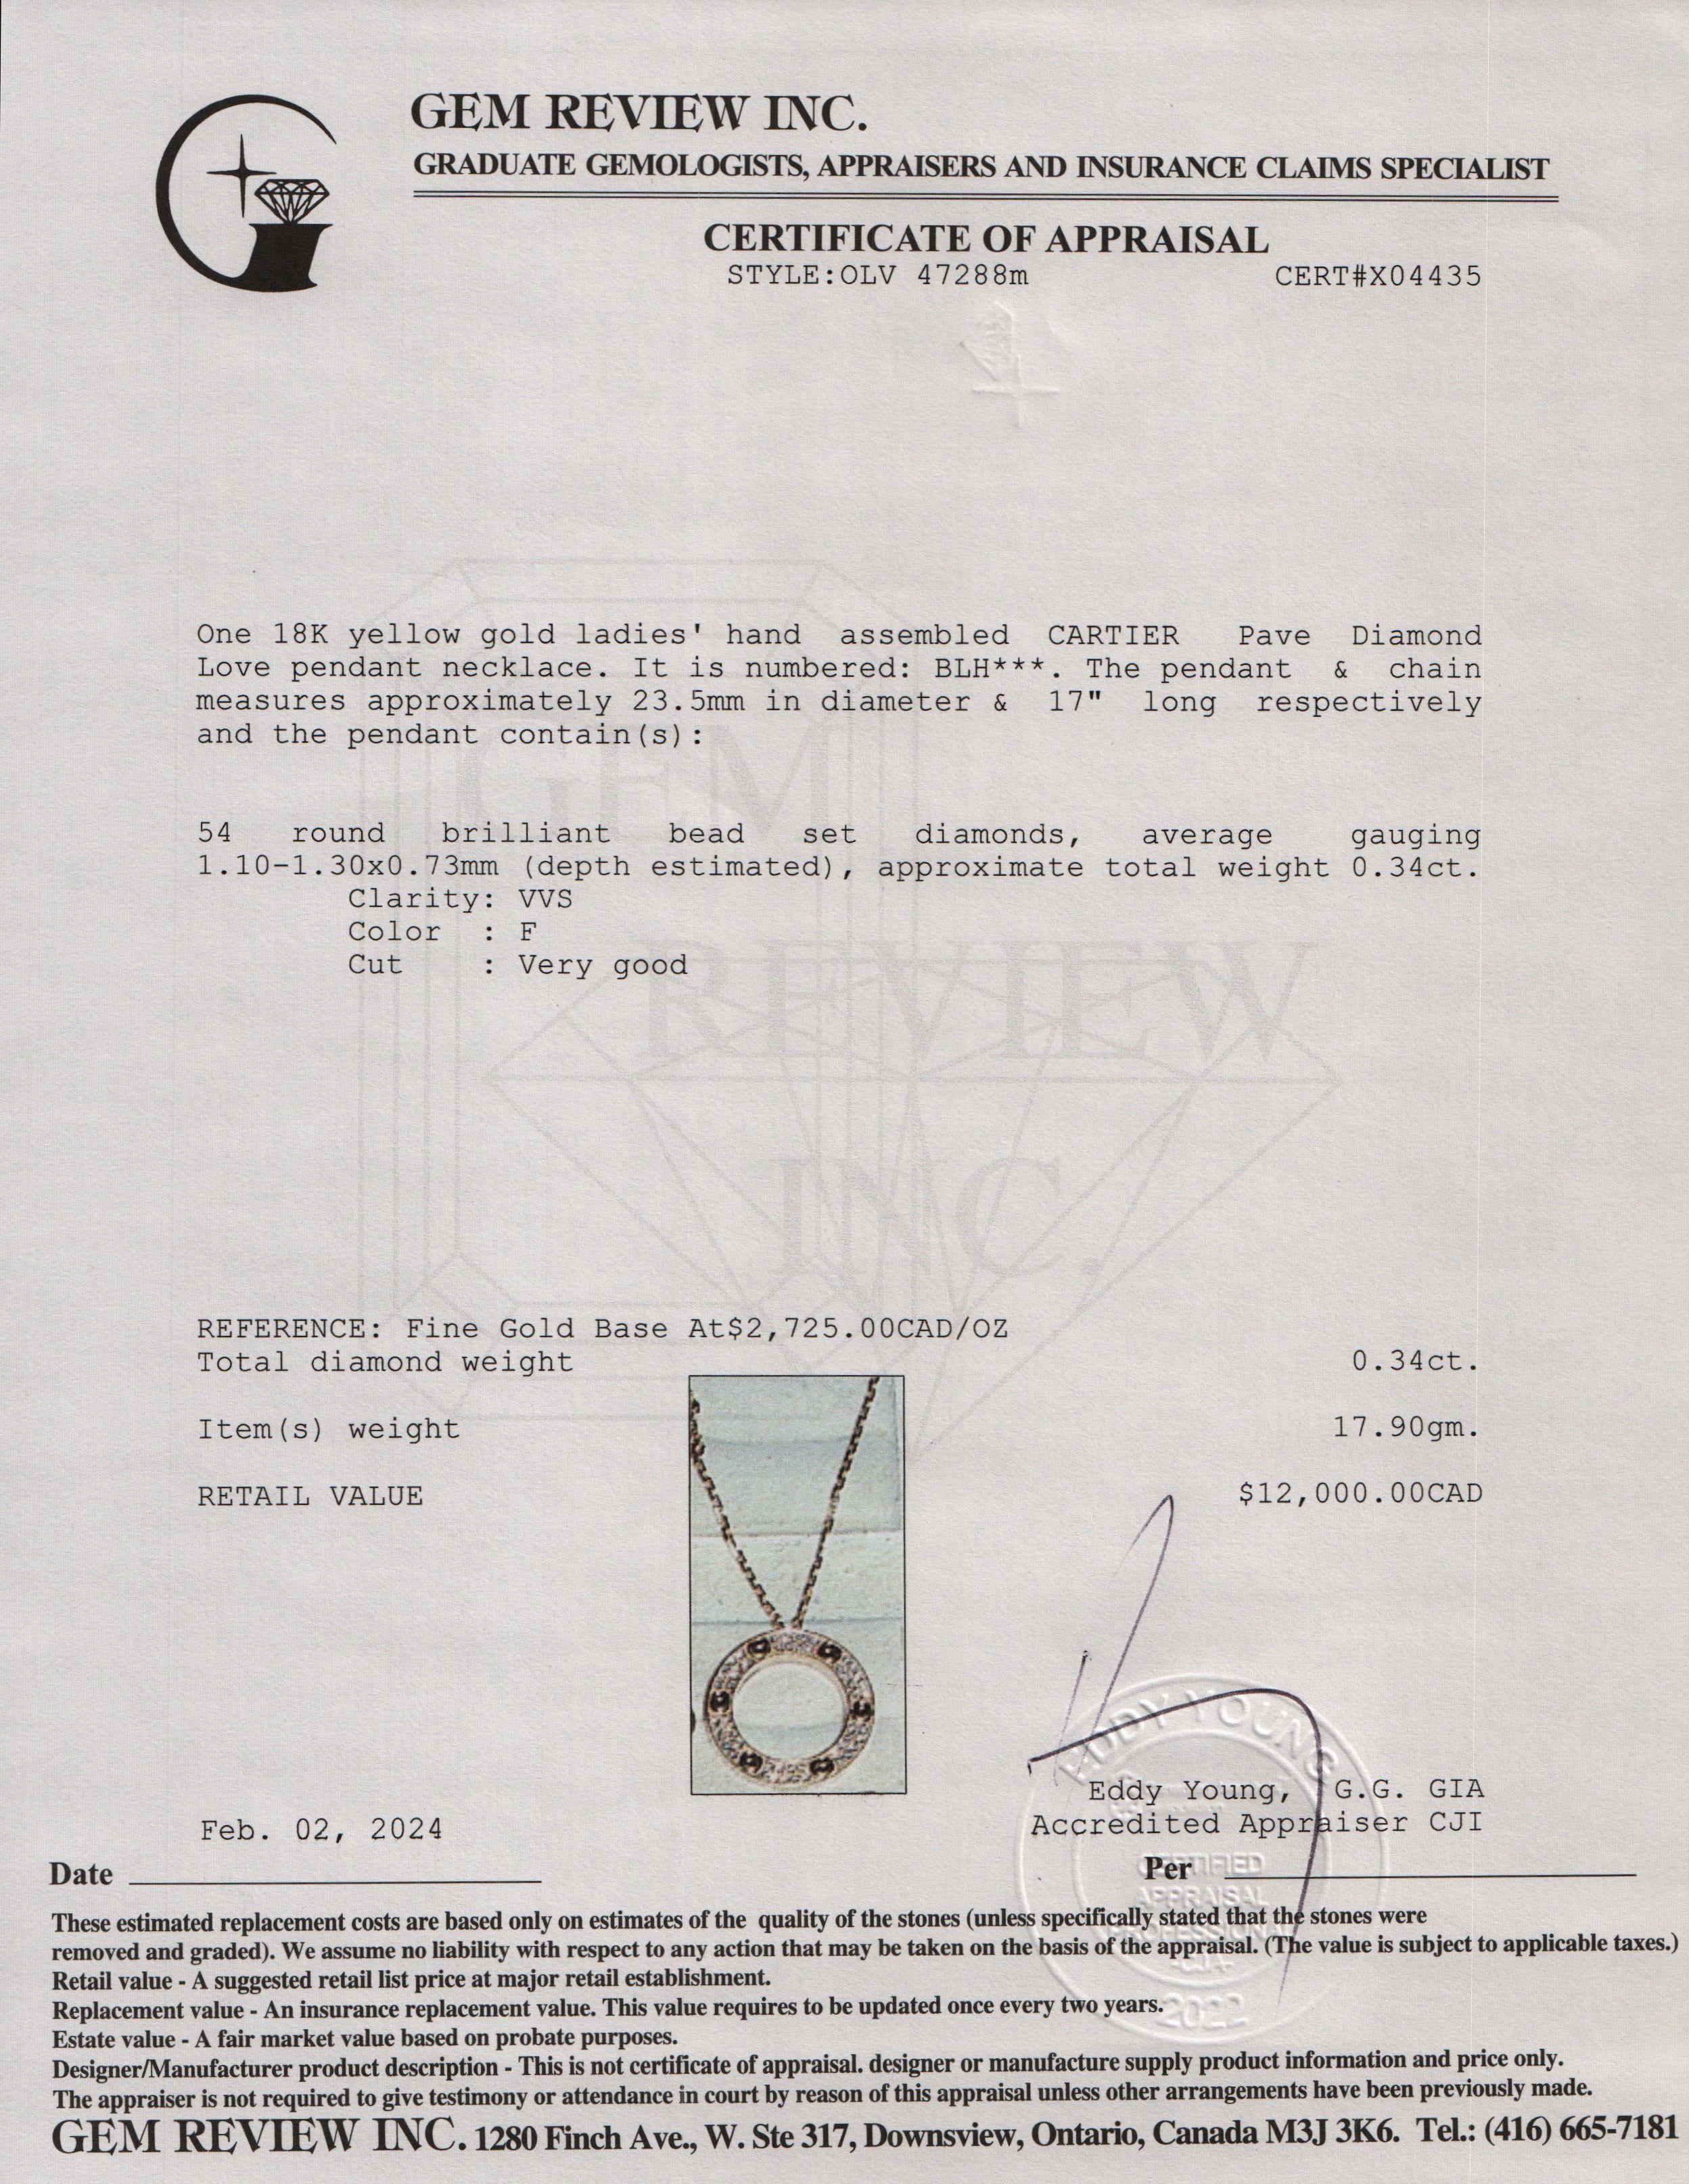 GEM REVIEW INC.
GRADUATE GEMOLOGISTS, APPRAISERS AND INSURANCE CLAIMS SPECIALIST
CERTIFICATE OF APPRAISAL
STYLE:OLV 47288m CERT#X04435
One 18K yellow gold ladies' hand assembled CARTIER Pave Diamond
Love pendant necklace. It is numbered: BLH***. The pendant & chain
measures approximately 23.5mm in diameter & 17" long respectively
and the pendant contain(s):
GEM
54 round brilliant bead set diamonds, average gauging
1.10-1.30x0.73mm (depth estimated), approximate total weight 0.34ct.
Clarity: VVS
Color : F
Cut : Very good
REVIEW
INC.
REFERENCE: Fine Gold Base At$2,725.00CAD/OZ
Total diamond weight 0.34ct.
Item(s) weight 17.90gm.
RETAIL VALUE $12,000.00CAD
EDDY YOUNG
Eddy Young, G.G. GIA
Accredited Appraiser CJI
Feb. 02, 2024
Date
Per
CERTIFIED
APPRAISAL
PROFESSIONAL
2022
These estimated replacement costs are based only on estimates of the quality of the stones (unless specifically stated that the stones were
removed and graded). We assume no liability with respect to any action that may be taken on the basis of the appraisal. (The value is subject to applicable taxes.)
Retail value - A suggested retail list price at major retail establishment.
Replacement value - An insurance replacement value. This value requires to be updated once every two years.
Estate value - A fair market value based on probate purposes.
Designer/Manufacturer product description - This is not certificate of appraisal. designer or manufacture supply product information and price only.
The appraiser is not required to give testimony or attendance in court by reason of this appraisal unless other arrangements have been previously made.
GEM REVIEW INC. 1280 Finch Ave., W. Ste 317, Downsview, Ontario, Canada M3J 3K6. Tel.: (416) 665-7181